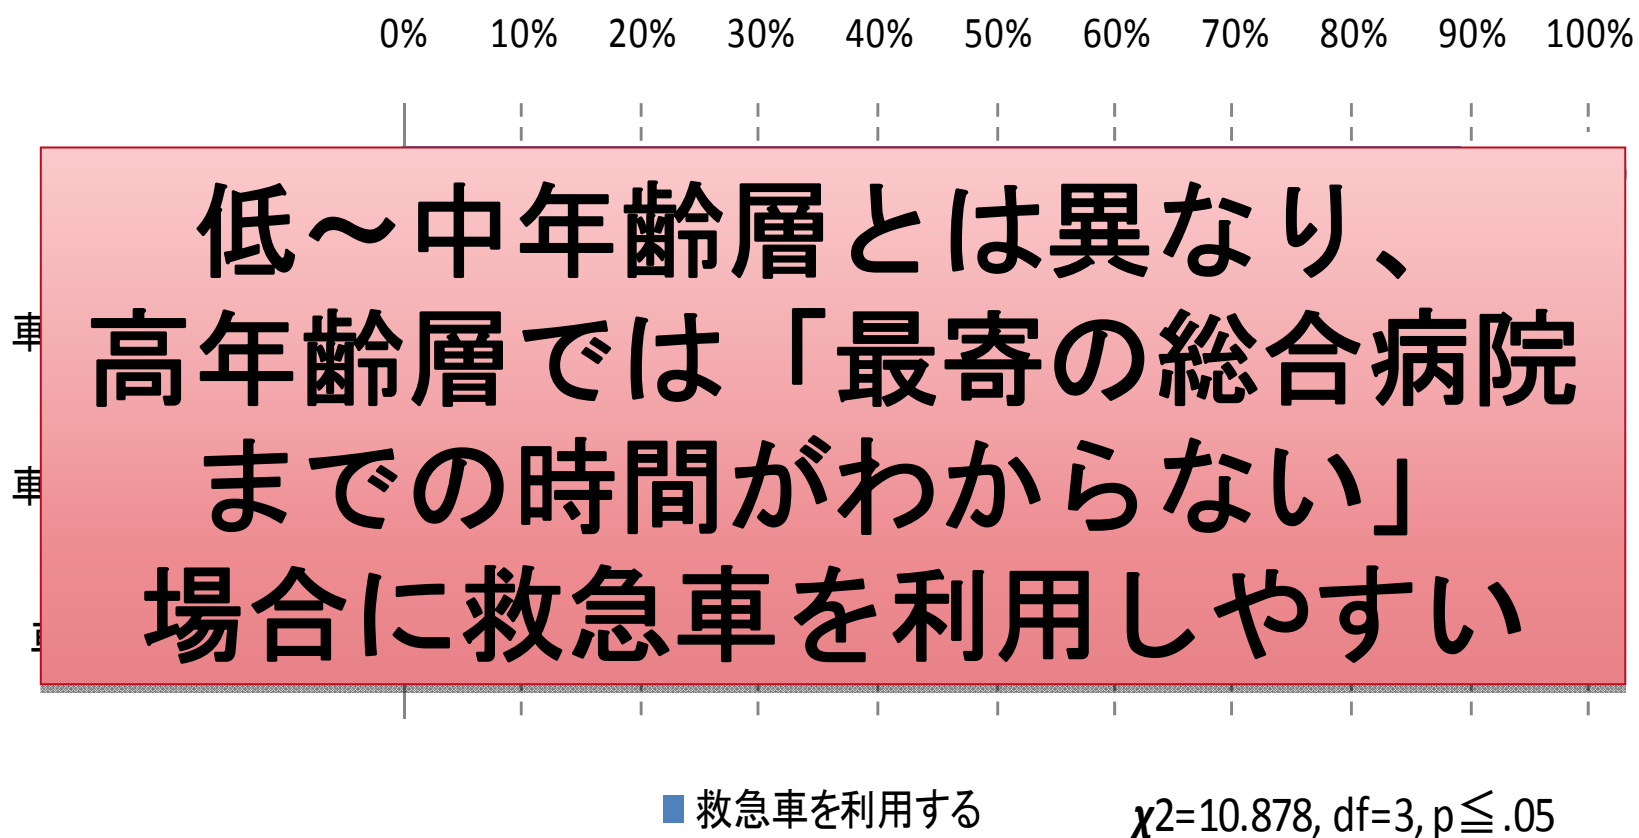 0% 10% 20% 30% 40% 50% 60% 70% 80% 90% 100%
低～中年齢層とは異なり、
高年齢層では「最寄の総合病院
までの時間がわからない」
場合に救急車を利用しやすい
車
車
救急車を利用する
χ2=10.878, df=3, p≦.05